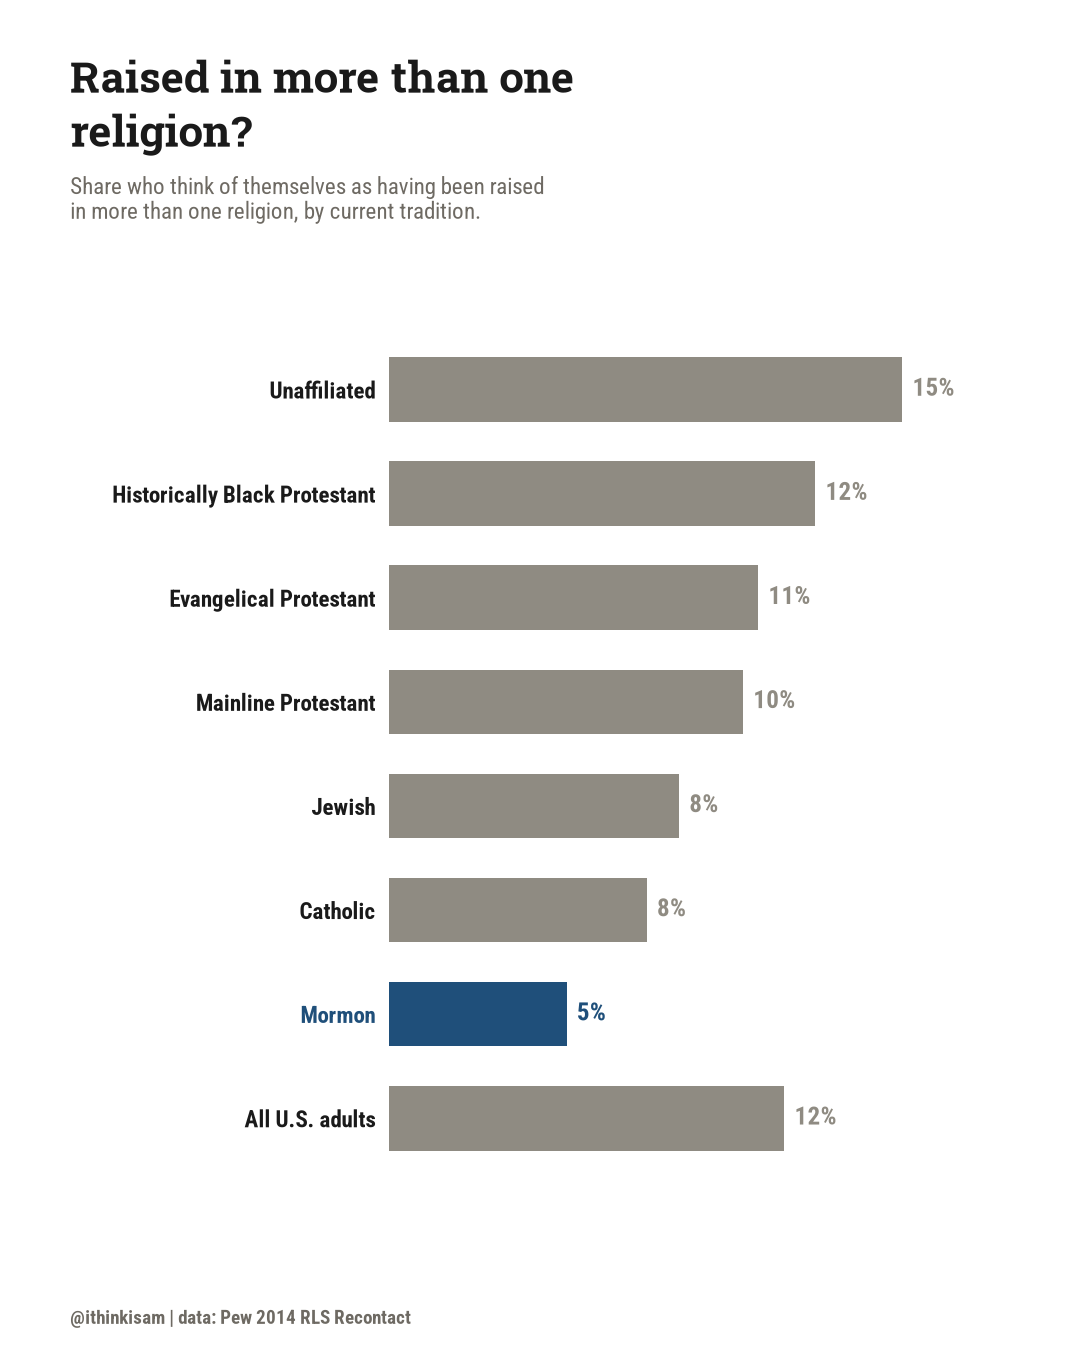 Raised in more than one
religion?
Share who think of themselves as having been raised
in more than one religion, by current tradition.
Unaffiliated 15%
Historically Black Protestant 12%
Evangelical Protestant 11%
Mainline Protestant 10%
Jewish 8%
Catholic 8%
Mormon 5%
All U.S. adults 12%
@ithinkisam | data: Pew 2014 RLS Recontact